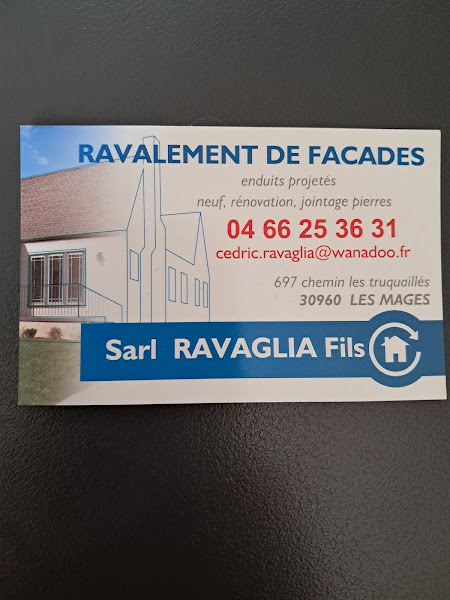 RAVALEMENT DE FACADES
enduits projetés
neuf, rénovation, jointage pierres
04 66 25 36 31
cedric.ravaglia@wanadoo.fr
697 chemin les truquaillés
30960 LES MAGES
Sarl RAVAGLIA Fils